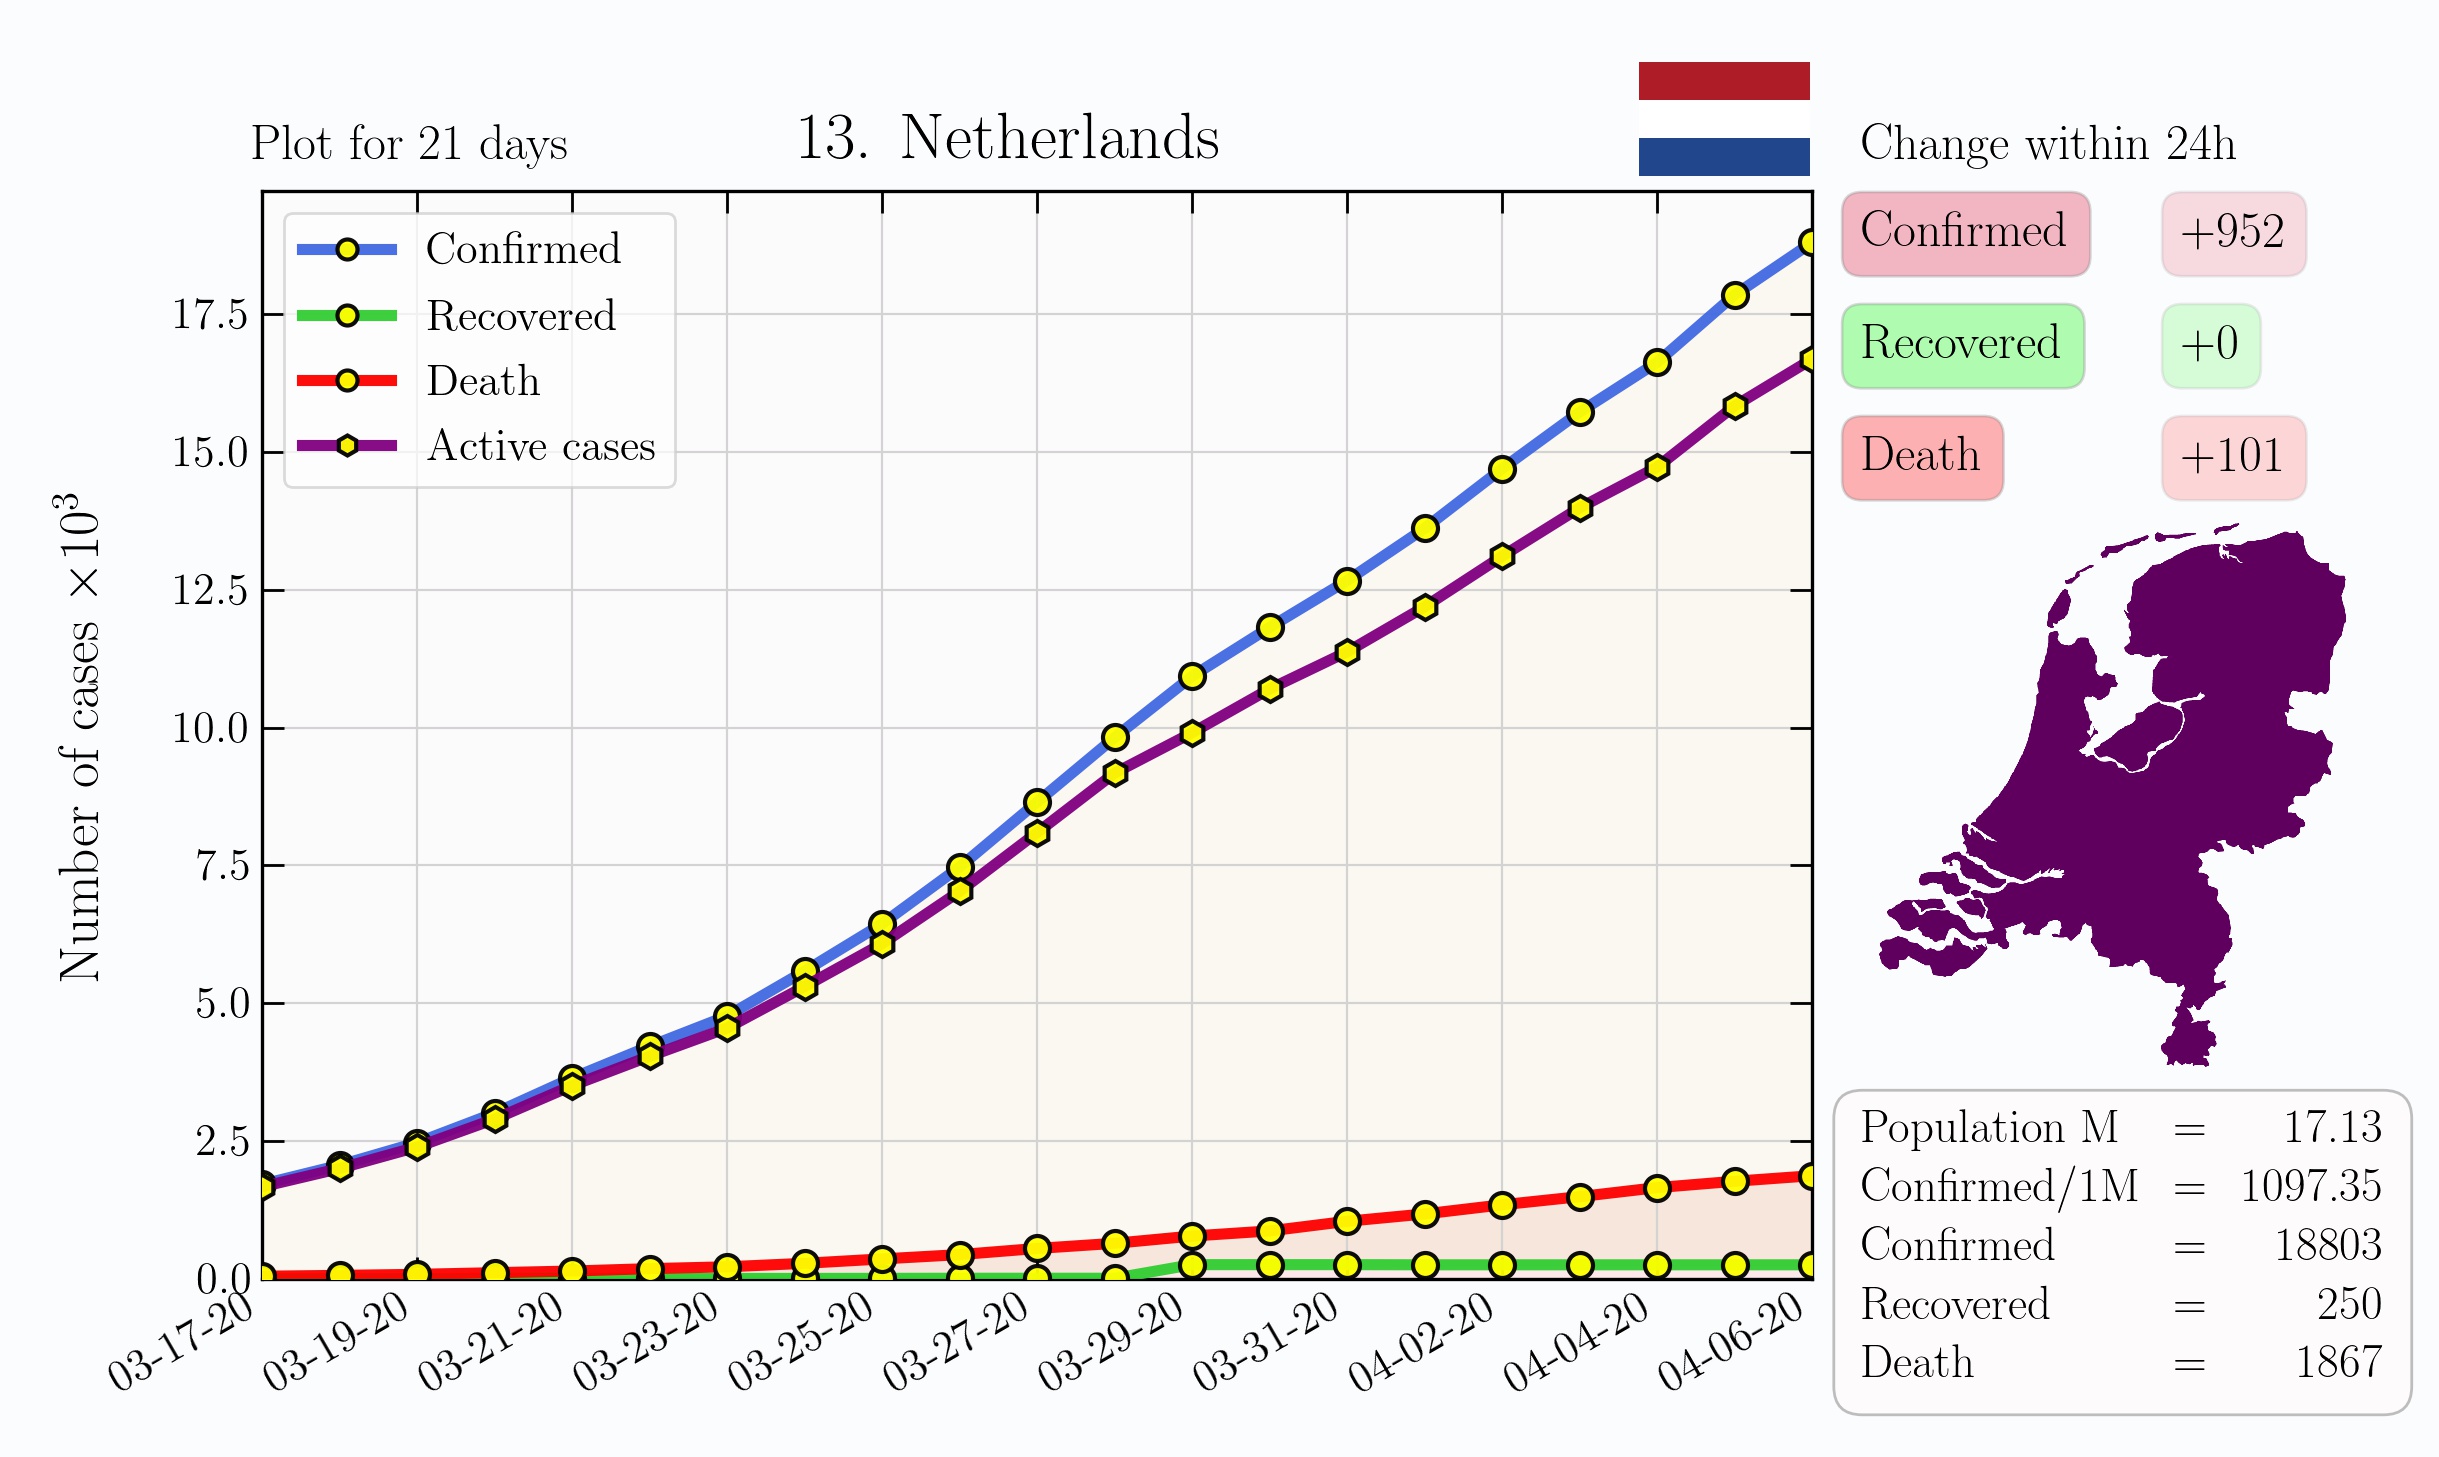 Plot for 21 days
13. Netherlands
Change within 24h
Confirmed +952
Recovered +0
Death +101
Confirmed
Recovered
Death
Active cases
Number of cases ×10³
17.5
15.0
12.5
10.0
7.5
5.0
2.5
0.0
03-17-20
03-19-20
03-21-20
03-23-20
03-25-20
03-27-20
03-29-20
03-31-20
04-02-20
04-04-20
04-06-20
Population M = 17.13
Confirmed/1M = 1097.35
Confirmed = 18803
Recovered = 250
Death = 1867